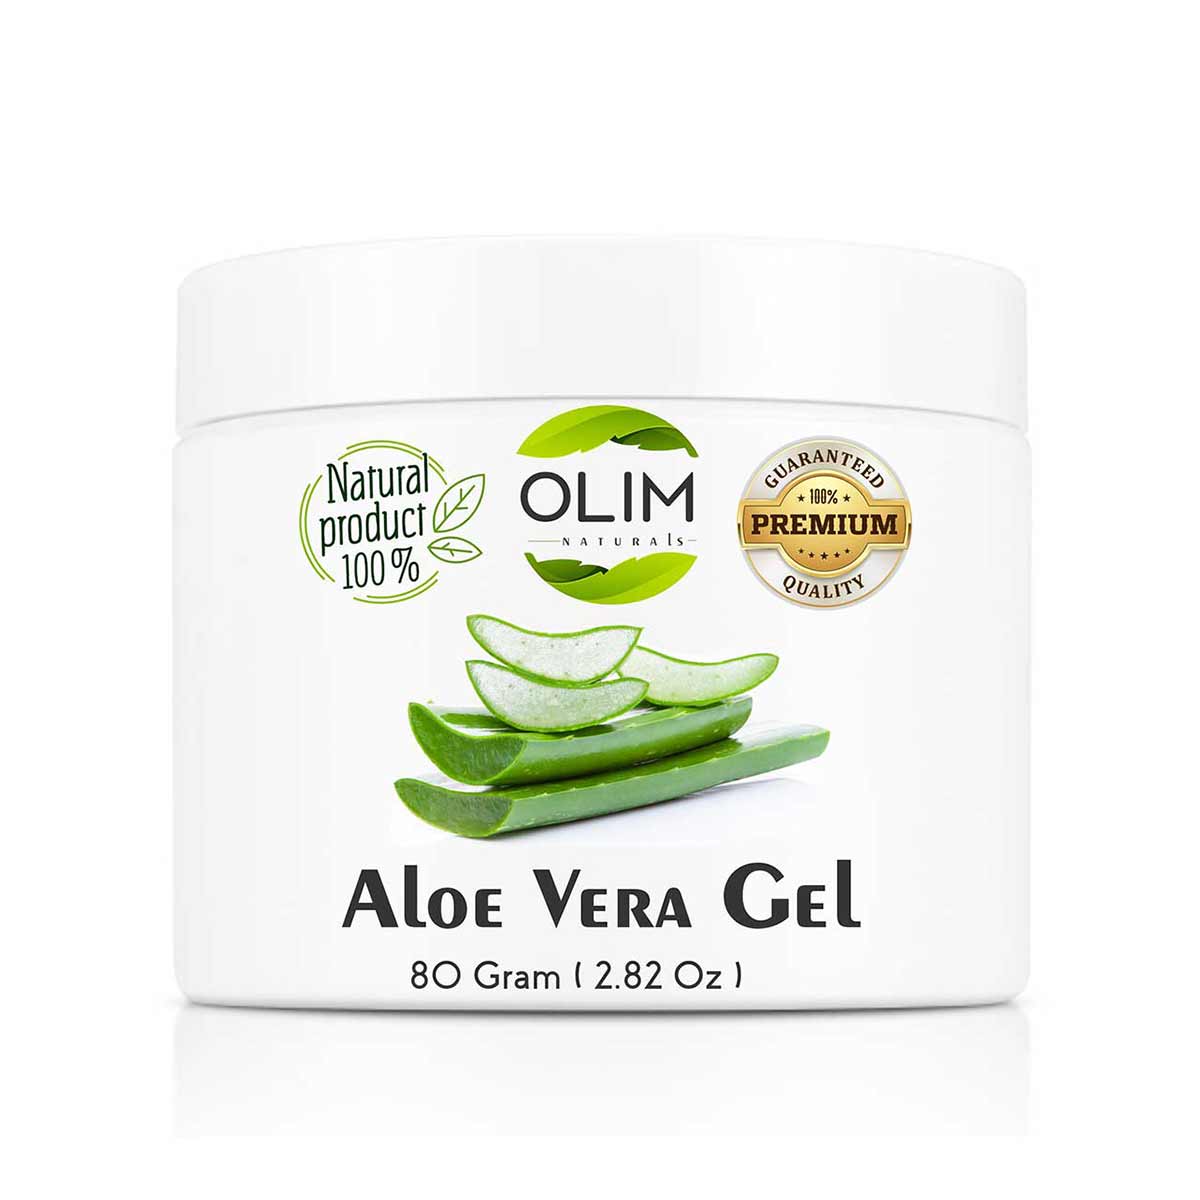 Natural
product
100%
OLIM
NATURALS
GUARANTEED
100%
PREMIUM
QUALITY
Aloe Vera Gel
80 Gram ( 2.82 Oz )